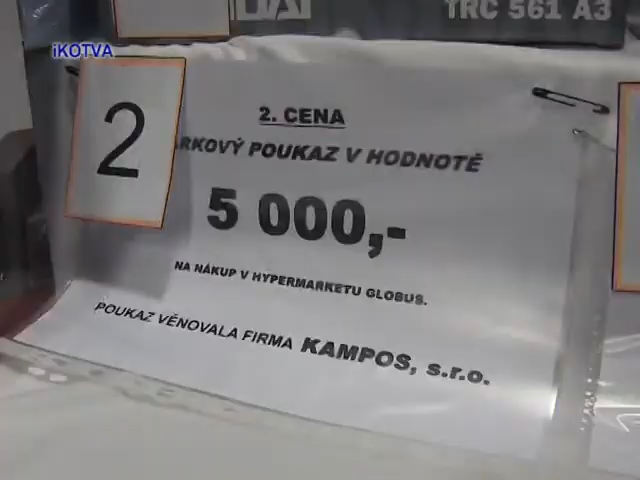 TRC 561 A3
iKOTVA
2
2. CENA
RKOVÝ POUKAZ V HODNOTĚ
5 000,-
NA NÁKUP V HYPERMARKETU GLOBUS.
POUKAZ VĚNOVALA FIRMA KAMPOS, s.r.o.